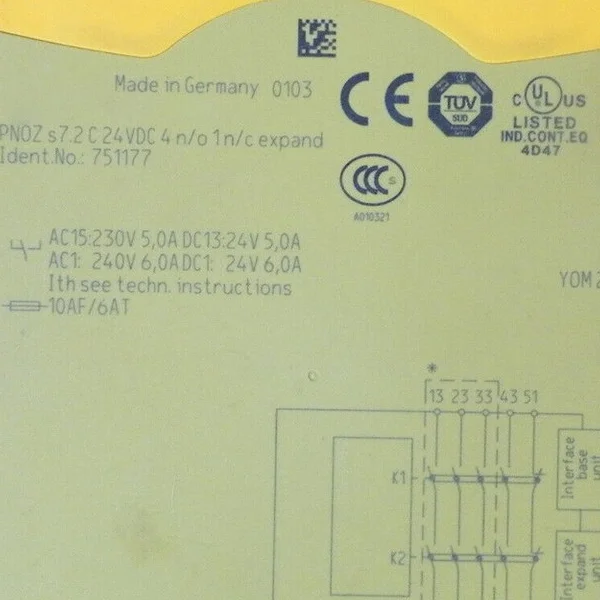 Made in Germany 0103
CE
TÜV
SÜD
C UL US
LISTED
IND.CONT.EQ
4D47
PNOZ s7.2 C 24VDC 4 n/o 1 n/c expand
Ident.No.: 751177
CCC S
A010321
AC15:230V 5,0A DC13:24V 5,0A
AC1: 240V 6,0A DC1: 24V 6,0A
Ith see techn. instructions
10AF/6AT
YOM 2
*
13 23 33 43 51
K1
Interface
base
unit
K2
Interface
expand
unit